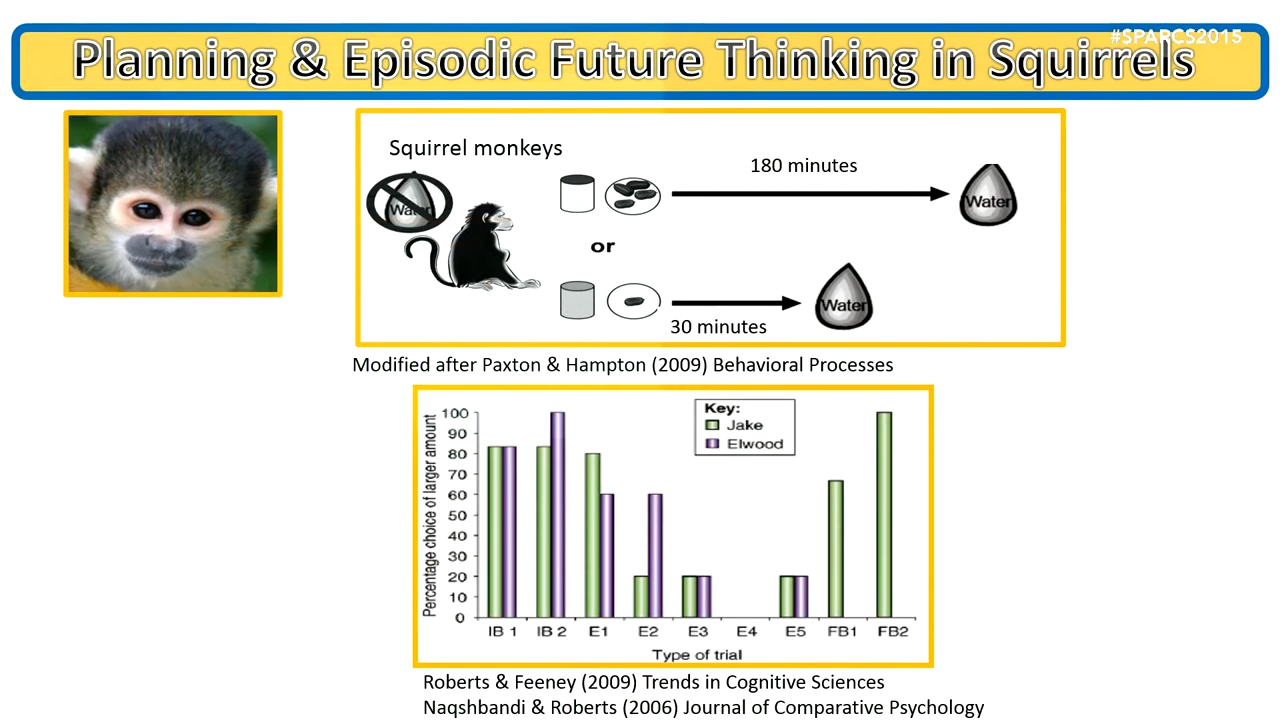 #SPARCS2015
Planning & Episodic Future Thinking in Squirrels
Squirrel monkeys
180 minutes
Water
Water
or
Water
30 minutes
Modified after Paxton & Hampton (2009) Behavioral Processes
Percentage choice of larger amount
100
90
80
70
60
50
40
30
20
10
0
Key:
Jake
Elwood
IB 1 IB 2 E1 E2 E3 E4 E5 FB1 FB2
Type of trial
Roberts & Feeney (2009) Trends in Cognitive Sciences
Naqshbandi & Roberts (2006) Journal of Comparative Psychology